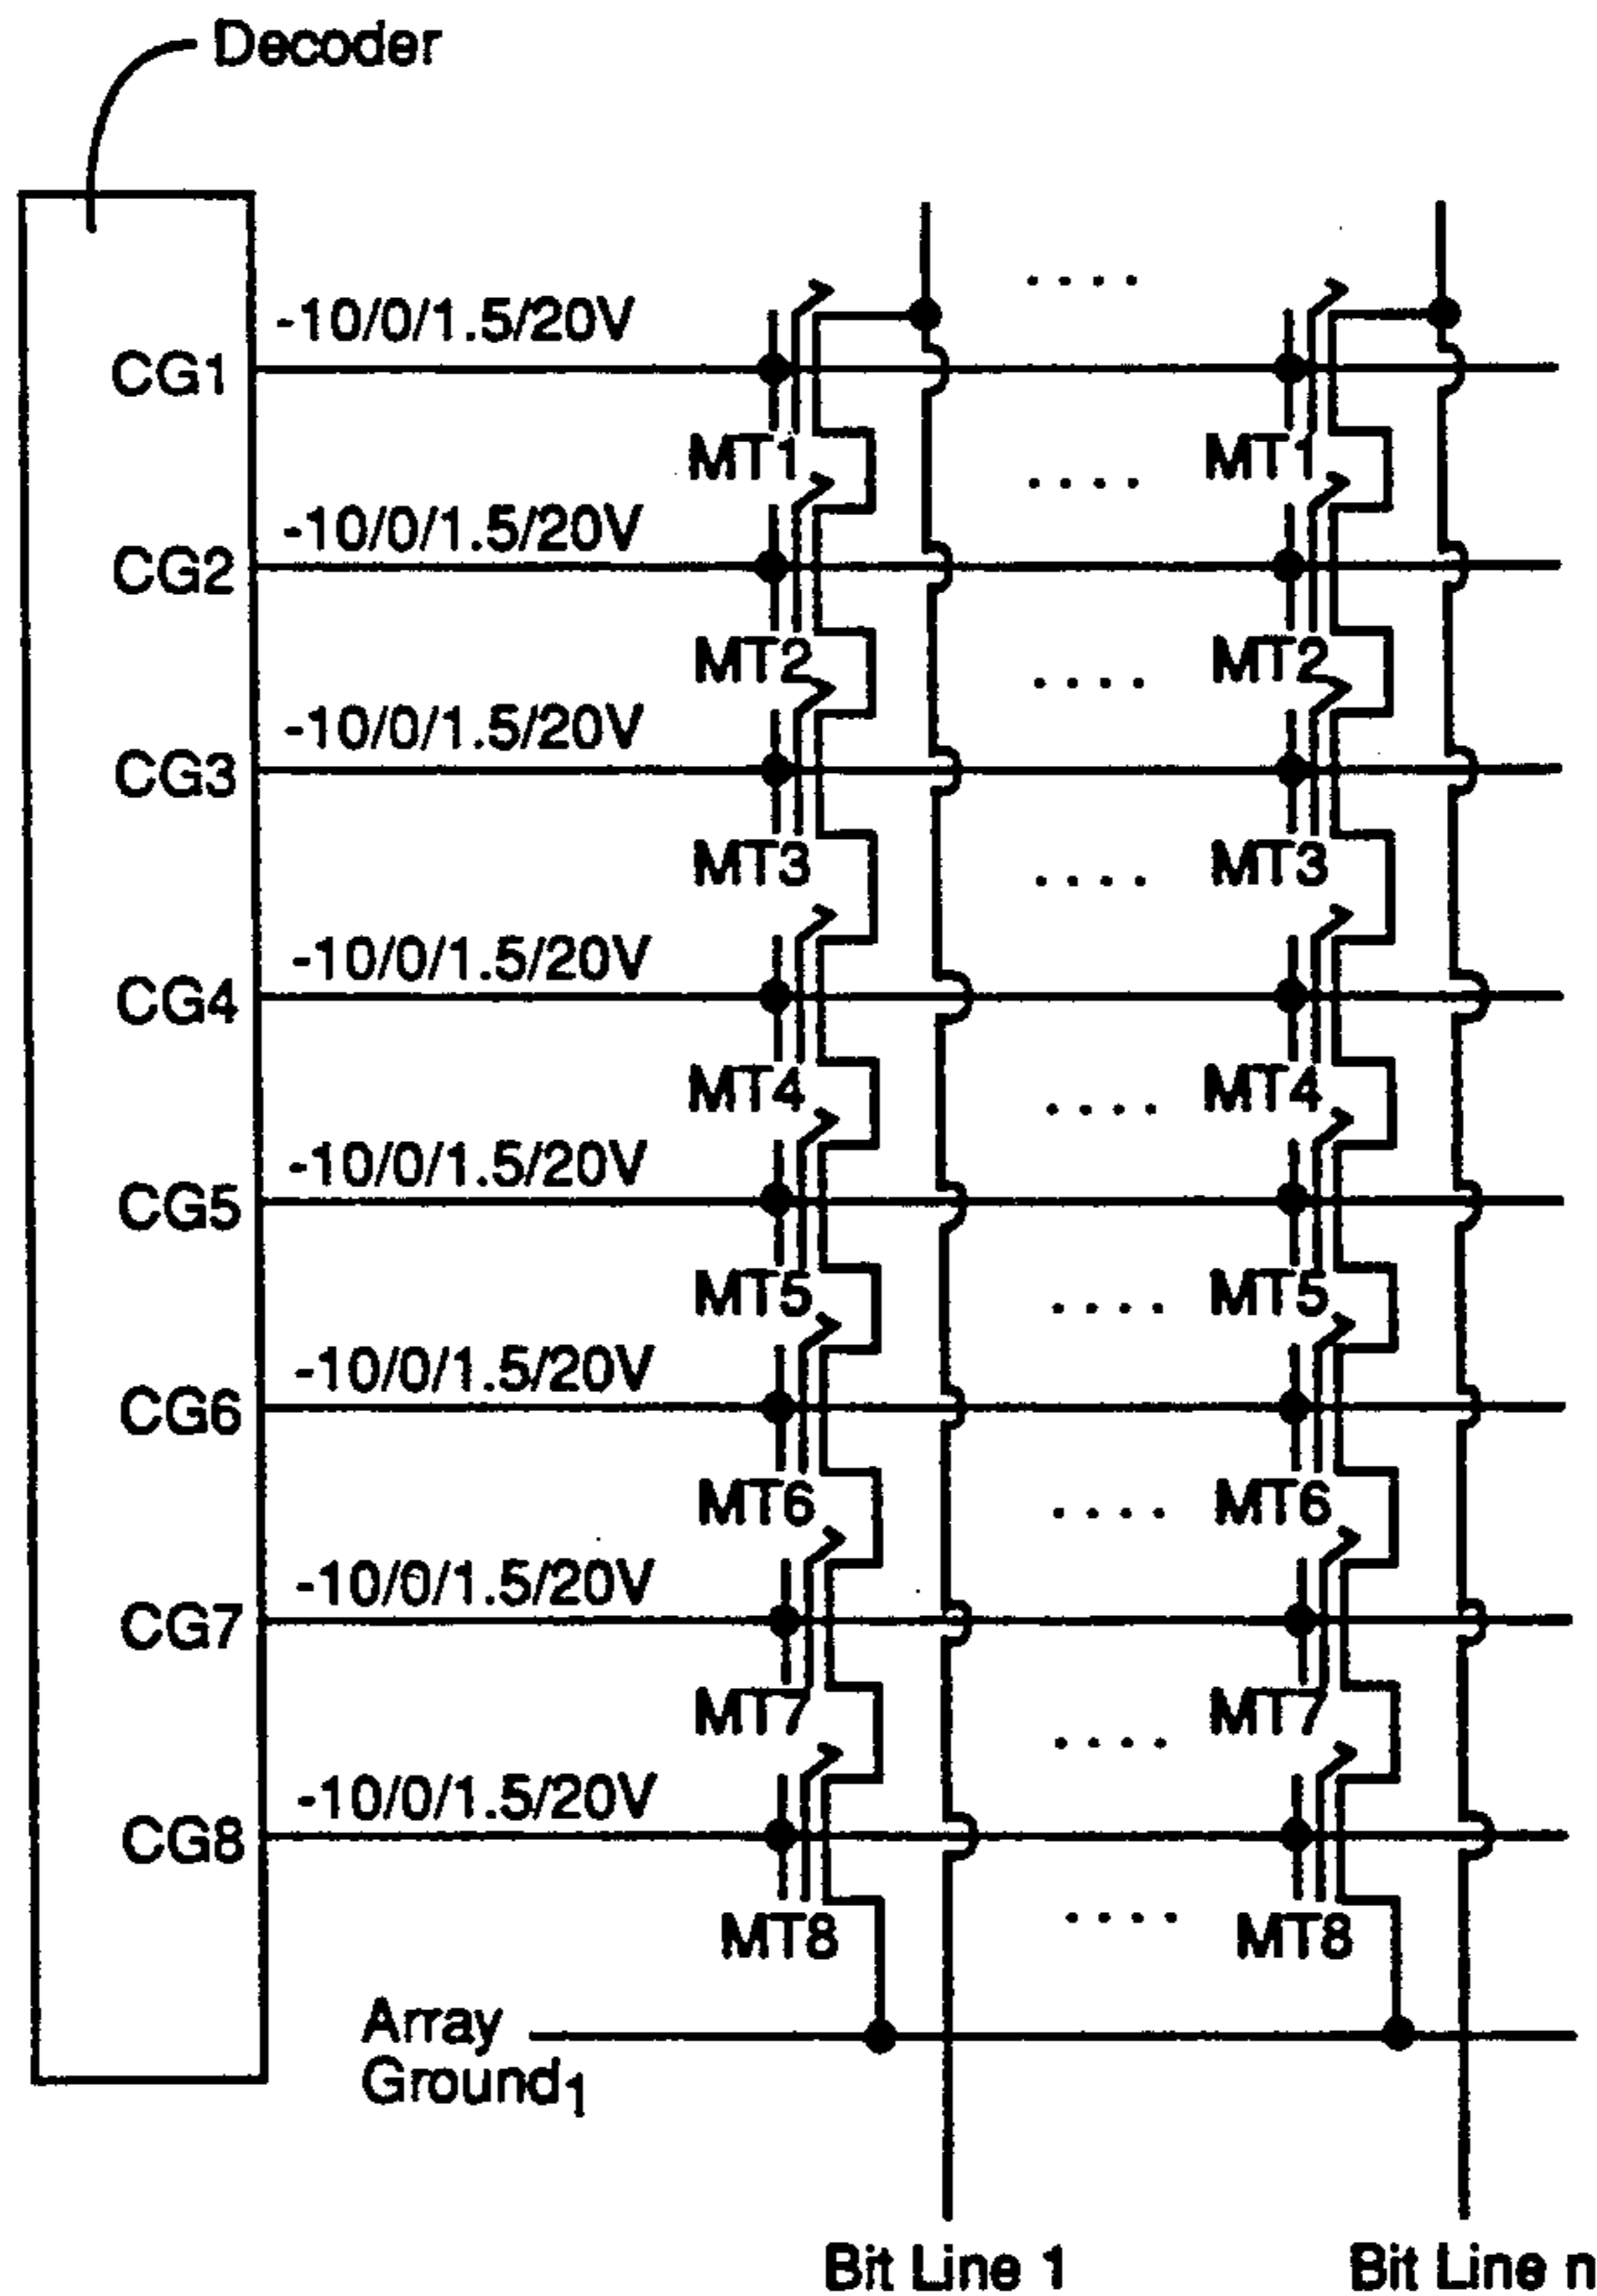 Decoder
-10/0/1.5/20V
CG1
MT1 MT1
-10/0/1.5/20V
CG2
MT2 MT2
-10/0/1.5/20V
CG3
MT3 MT3
-10/0/1.5/20V
CG4
MT4 MT4
-10/0/1.5/20V
CG5
MT5 MT5
-10/0/1.5/20V
CG6
MT6 MT6
-10/0/1.5/20V
CG7
MT7 MT7
-10/0/1.5/20V
CG8
MT8 MT8
Array
Ground1
Bit Line 1 Bit Line n